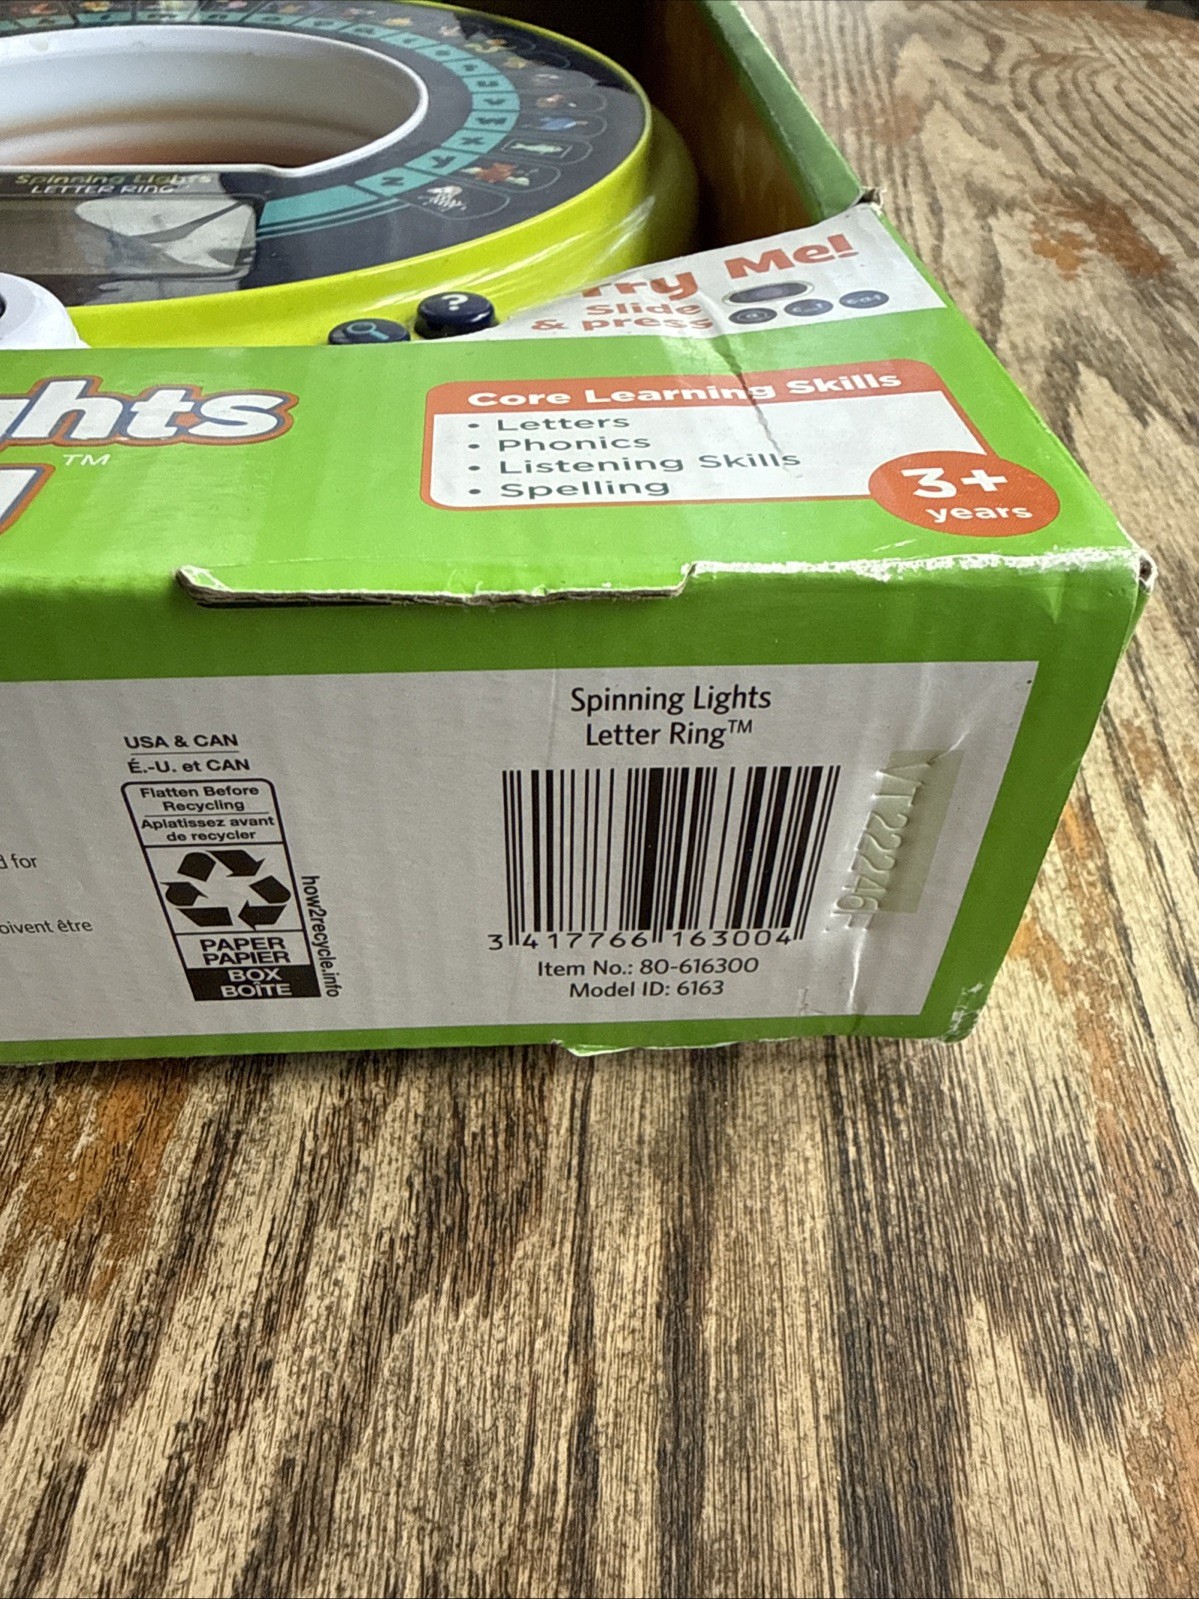 Spinning Lights
LETTER RING
?
Try Me!
Slide
& press
ghts
TM
Core Learning Skills
• Letters
• Phonics
• Listening Skills
• Spelling
3+
years
Spinning Lights
Letter Ring™
USA & CAN
É.-U. et CAN
Flatten Before
Recycling
Aplatissez avant
de recycler
PAPER
PAPIER
BOX
BOÎTE
how2recycle.info
d for
oivent être
3 417766 163004
Item No.: 80-616300
Model ID: 6163